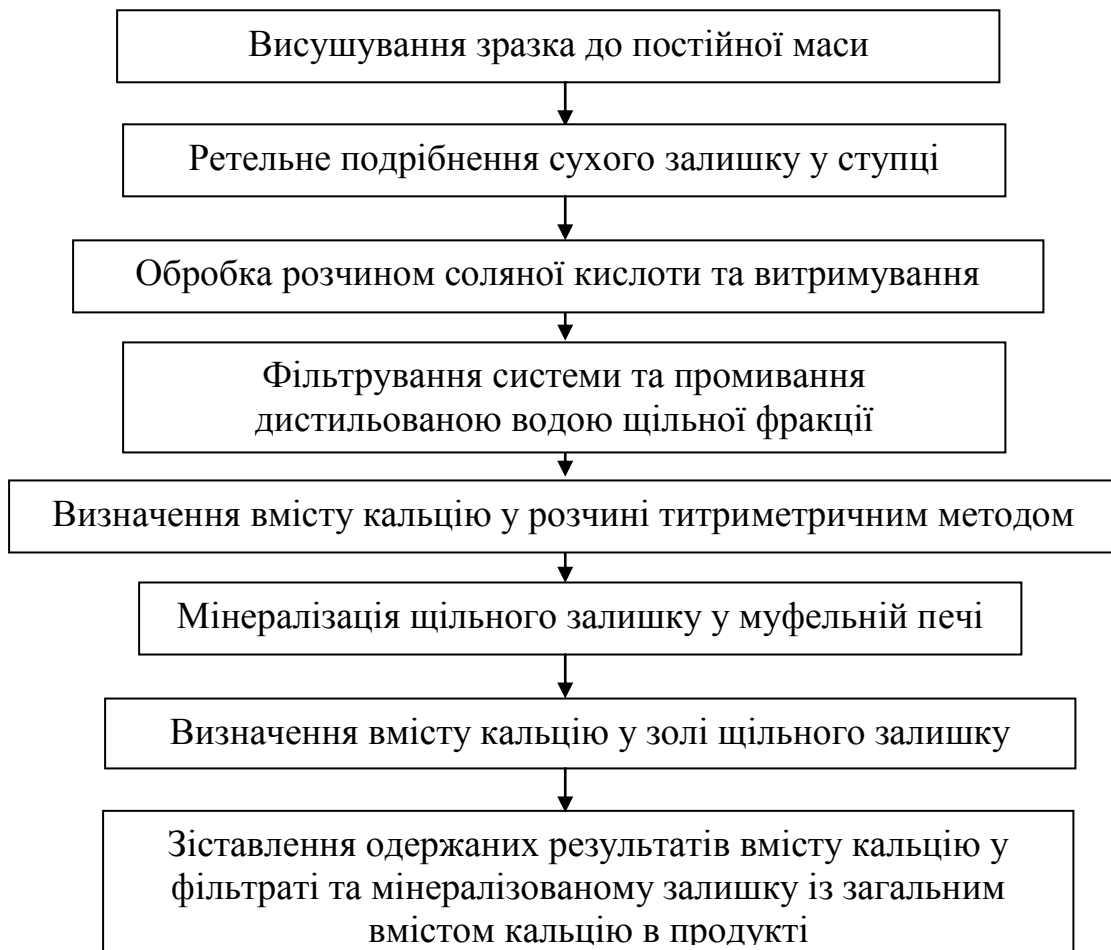 Висушування зразка до постійної маси
Ретельне подрібнення сухого залишку у ступці
Обробка розчином соляної кислоти та витримування
Фільтрування системи та промивання
дистильованою водою щільної фракції
Визначення вмісту кальцію у розчині титриметричним методом
Мінералізація щільного залишку у муфельній печі
Визначення вмісту кальцію у золі щільного залишку
Зіставлення одержаних результатів вмісту кальцію у
фільтраті та мінералізованому залишку із загальним
вмістом кальцію в продукті